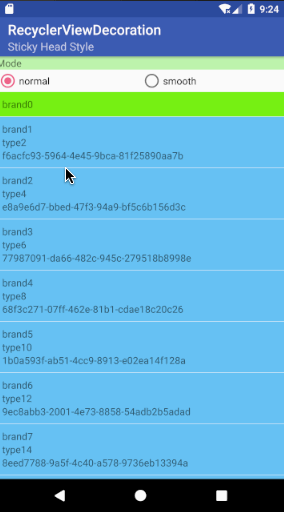 9:24
RecyclerViewDecoration
Sticky Head Style
Mode
normal
smooth
brand0
brand1
type2
f6acfc93-5964-4e45-9bca-81f25890aa7b
brand2
type4
e8a9e6d7-bbed-47f3-94a9-bf5c6b156d3c
brand3
type6
77987091-da66-482c-945c-279518b8998e
brand4
type8
68f3c271-07ff-462e-81b1-cdae18c20c26
brand5
type10
1b0a593f-ab51-4cc9-8913-e02ea14f128a
brand6
type12
9ec8abb3-2001-4e73-8858-54adb2b5adad
brand7
type14
8eed7788-9a5f-4c40-a578-9736eb13394a